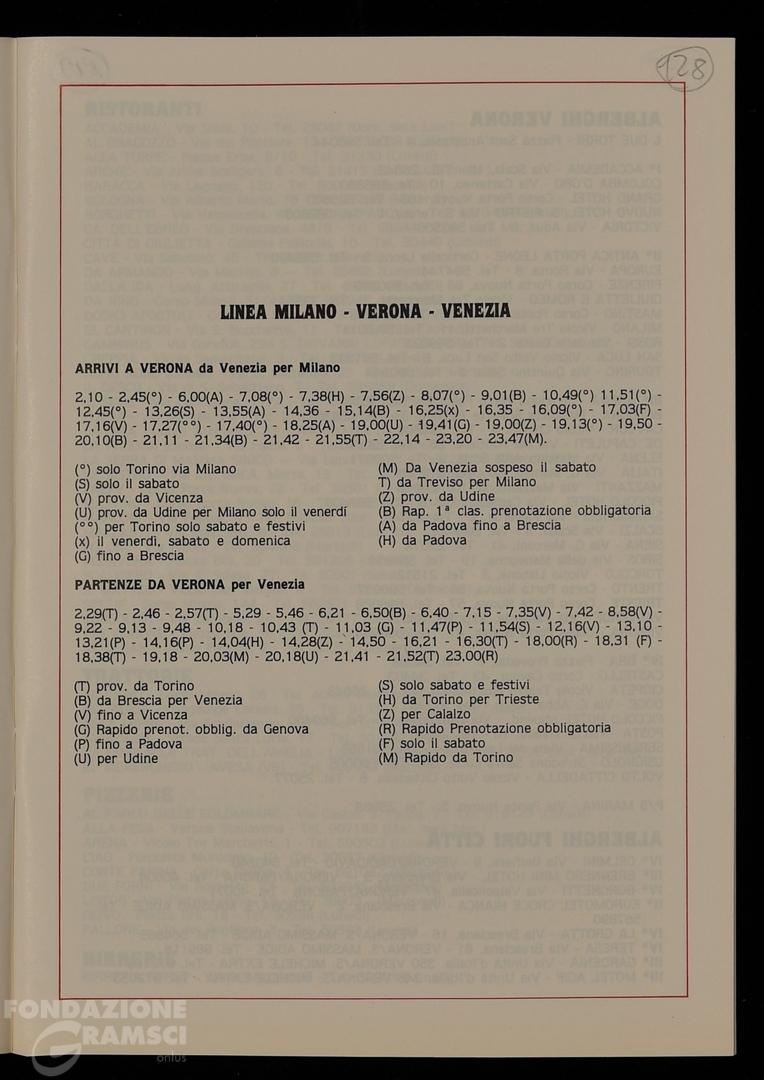 128
LINEA MILANO - VERONA - VENEZIA
ARRIVI A VERONA da Venezia per Milano
2,10 - 2,45(°) - 6,00(A) - 7,08(°) - 7,38(H) - 7,56(Z) - 8,07(°) - 9,01(B) - 10,49(°) 11,51(°) -
12,45(°) - 13,26(S) - 13,55(A) - 14,36 - 15,14(B) - 16,25(x) - 16,35 - 16,09(°) - 17,03(F) -
17,16(V) - 17,27(°°) - 17,40(°) - 18,25(A) - 19,00(U) - 19,41(G) - 19,00(Z) - 19,13(°) - 19,50 -
20,10(B) - 21,11 - 21,34(B) - 21,42 - 21,55(T) - 22,14 - 23,20 - 23,47(M).
(°) solo Torino via Milano
(S) solo il sabato
(V) prov. da Vicenza
(U) prov. da Udine per Milano solo il venerdí
(°°) per Torino solo sabato e festivi
(x) il venerdi, sabato e domenica
(G) fino a Brescia
(M) Da Venezia sospeso il sabato
T) da Treviso per Milano
(Z) prov. da Udine
(B) Rap. 1ª clas. prenotazione obbligatoria
(A) da Padova fino a Brescia
(H) da Padova
PARTENZE DA VERONA per Venezia
2,29(T) - 2,46 - 2,57(T) - 5,29 - 5,46 - 6,21 - 6,50(B) - 6,40 - 7,15 - 7,35(V) - 7,42 - 8,58(V) -
9,22 - 9,13 - 9,48 - 10,18 - 10,43 (T) - 11,03 (G) - 11,47(P) - 11,54(S) - 12,16(V) - 13,10 -
13,21(P) - 14,16(P) - 14,04(H) - 14,28(Z) - 14,50 - 16,21 - 16,30(T) - 18,00(R) - 18,31 (F) -
18,38(T) - 19,18 - 20,03(M) - 20,18(U) - 21,41 - 21,52(T) 23,00(R)
(T) prov. da Torino
(B) da Brescia per Venezia
(V) fino a Vicenza
(G) Rapido prenot. obblig. da Genova
(P) fino a Padova
(U) per Udine
(S) solo sabato e festivi
(H) da Torino per Trieste
(Z) per Calalzo
(R) Rapido Prenotazione obbligatoria
(F) solo il sabato
(M) Rapido da Torino
FONDAZIONE
GRAMSCI
onlus